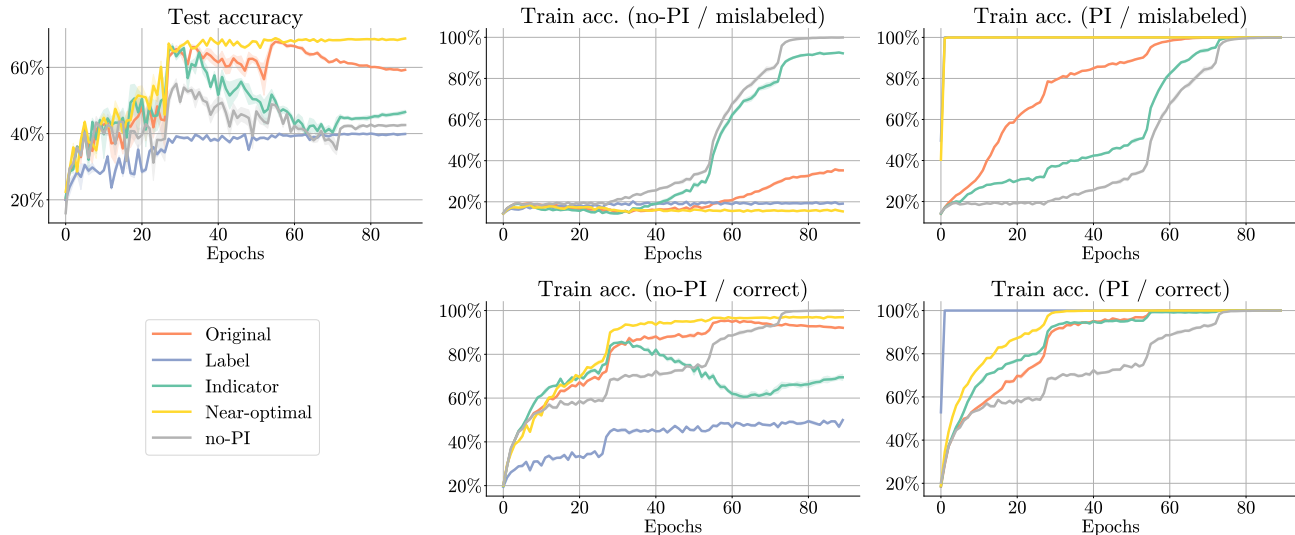 Test accuracy
60%
40%
20%
0 20 40 60 80
Epochs
Train acc. (no-PI / mislabeled)
100%
80%
60%
40%
20%
0 20 40 60 80
Epochs
Train acc. (PI / mislabeled)
100%
80%
60%
40%
20%
0 20 40 60 80
Epochs
Original
Label
Indicator
Near-optimal
no-PI
Train acc. (no-PI / correct)
100%
80%
60%
40%
20%
0 20 40 60 80
Epochs
Train acc. (PI / correct)
100%
80%
60%
40%
20%
0 20 40 60 80
Epochs